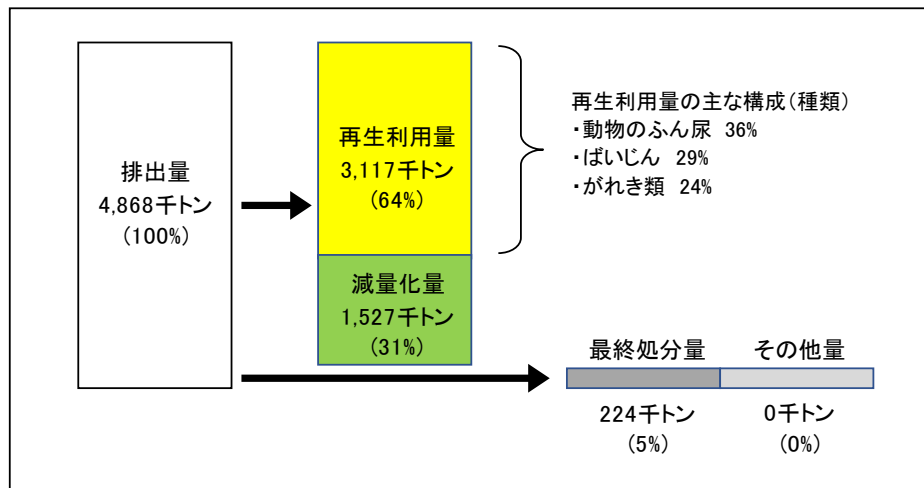 排出量
4,868千トン
(100%)
再生利用量
3,117千トン
(64%)
減量化量
1,527千トン
(31%)
再生利用量の主な構成(種類)
・動物のふん尿 36%
・ばいじん 29%
・がれき類 24%
最終処分量
224千トン
(5%)
その他量
0千トン
(0%)